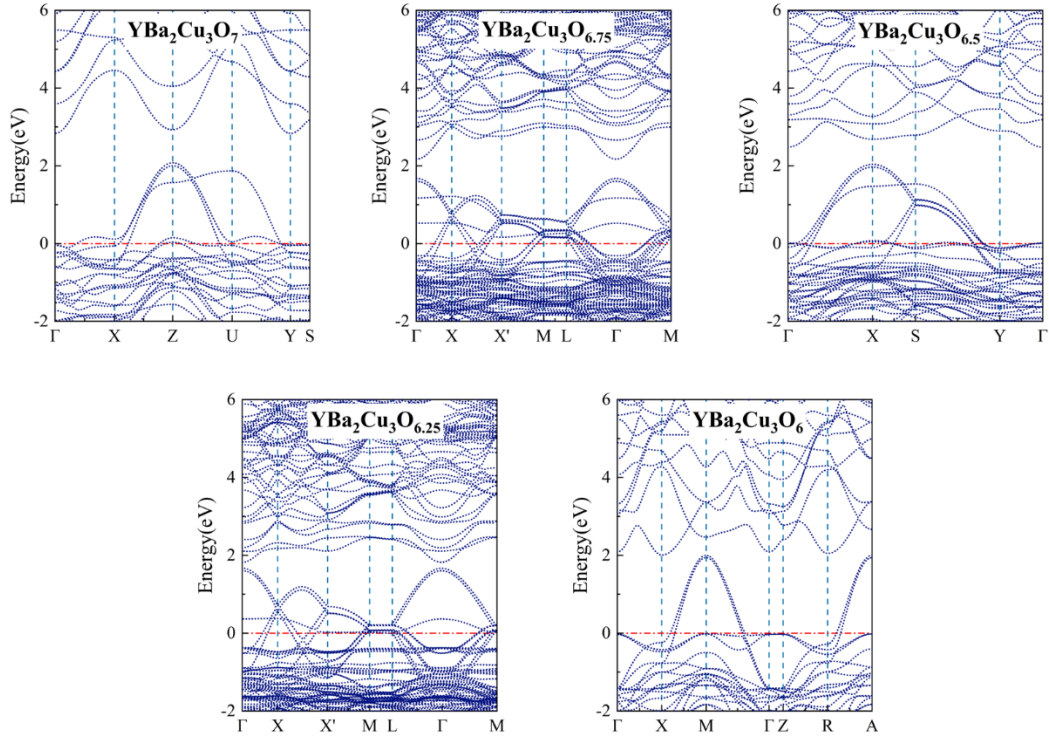 YBa₂Cu₃O₇
Energy(eV)
6
4
2
0
-2
Γ X Z U Y S
YBa₂Cu₃O₆.₇₅
Energy(eV)
6
4
2
0
-2
Γ X X' M L Γ M
YBa₂Cu₃O₆.₅
Energy(eV)
6
4
2
0
-2
Γ X S Y Γ
YBa₂Cu₃O₆.₂₅
Energy(eV)
6
4
2
0
-2
Γ X X' M L Γ M
YBa₂Cu₃O₆
Energy(eV)
6
4
2
0
-2
Γ X M Γ Z R A